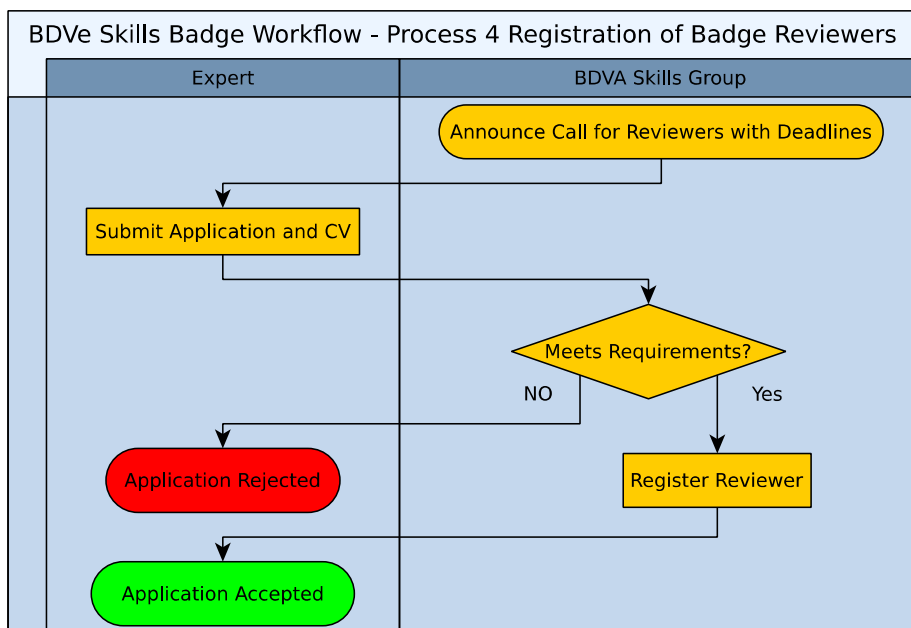 BDVe Skills Badge Workflow - Process 4 Registration of Badge Reviewers
Expert
BDVA Skills Group
Announce Call for Reviewers with Deadlines
Submit Application and CV
Meets Requirements?
NO
Yes
Application Rejected
Register Reviewer
Application Accepted